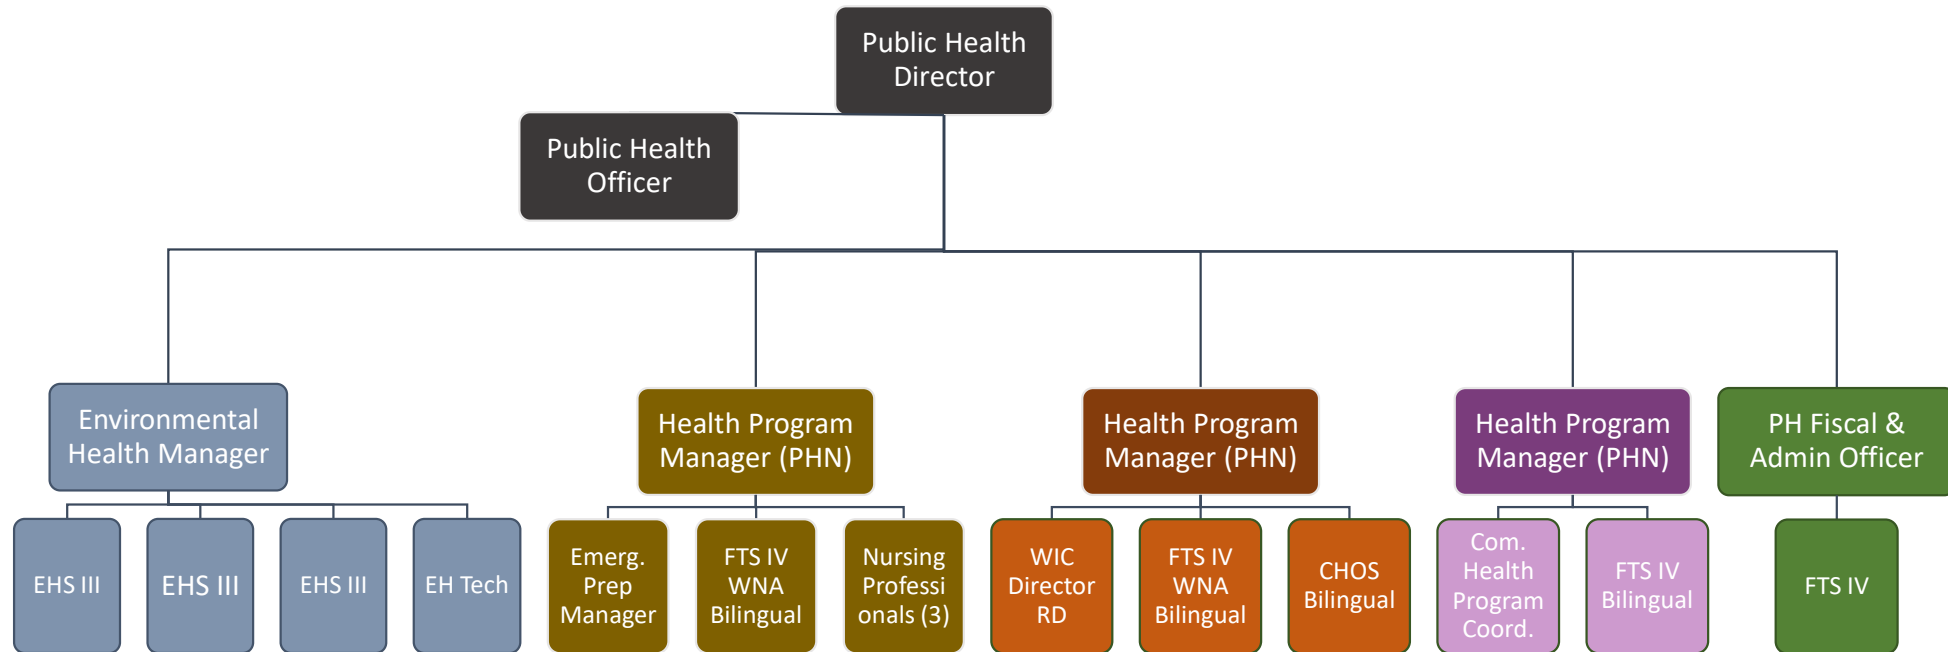 Public Health
Director
Public Health
Officer
Environmental
Health Manager
Health Program
Manager (PHN)
Health Program
Manager (PHN)
Health Program
Manager (PHN)
PH Fiscal &
Admin Officer
EHS III
EHS III
EHS III
EH Tech
Emerg.
Prep
Manager
FTS IV
WNA
Bilingual
Nursing
Professi
onals (3)
WIC
Director
RD
FTS IV
WNA
Bilingual
CHOS
Bilingual
Com.
Health
Program
Coord.
FTS IV
Bilingual
FTS IV